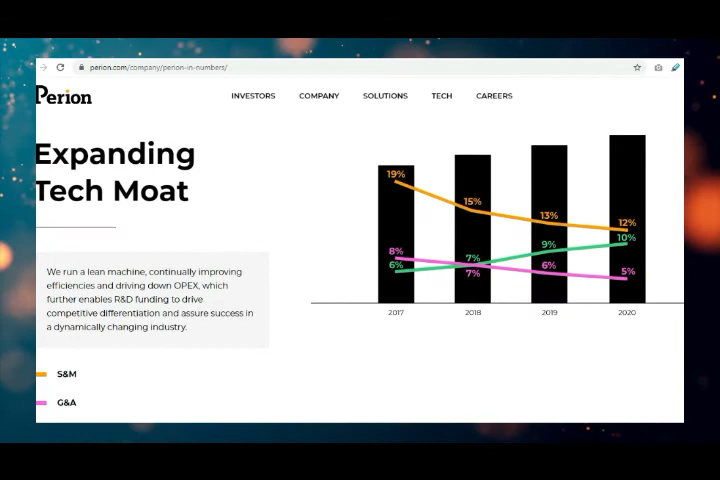 perion.com/company/perion-in-numbers/
Perion
INVESTORS COMPANY SOLUTIONS TECH CAREERS
Expanding
Tech Moat
We run a lean machine, continually improving
efficiencies and driving down OPEX, which
further enables R&D funding to drive
competitive differentiation and assure success in
a dynamically changing industry.
S&M
G&A
19%
15%
13%
12%
10%
8%
6%
7%
7%
9%
6%
5%
2017 2018 2019 2020